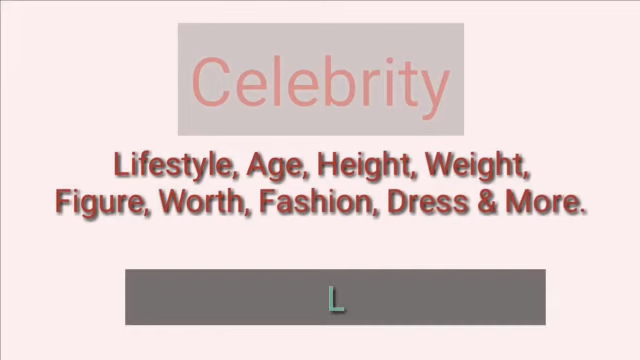 Celebrity
Lifestyle, Age, Height, Weight,
Figure, Worth, Fashion, Dress & More.
L